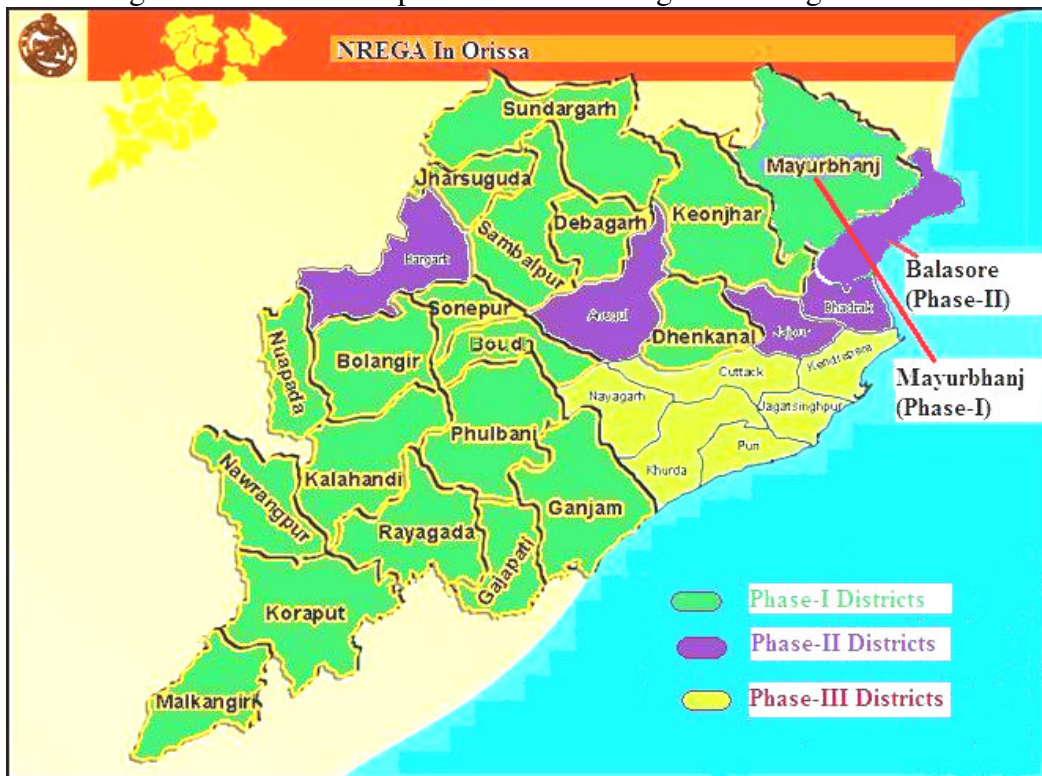 NREGA In Orissa
Sundargarh
Mayurbhanj
Jharsuguda
Debagarh
Keonjhar
Sambalpur
Bargarh
Balasore
(Phase-II)
Sonepur
Angul
Bhadrak
Jajpur
Dhenkanal
Boud
Nuapada
Bolangir
Kendrapara
Cuttack
Mayurbhanj
(Phase-I)
Nayagarh
Jagatsinghpur
Phulbani
Puri
Khurda
Nawrangpur
Kalahandi
Ganjam
Rayagada
Gajapati
Koraput
Phase-I Districts
Phase-II Districts
Malkangiri
Phase-III Districts